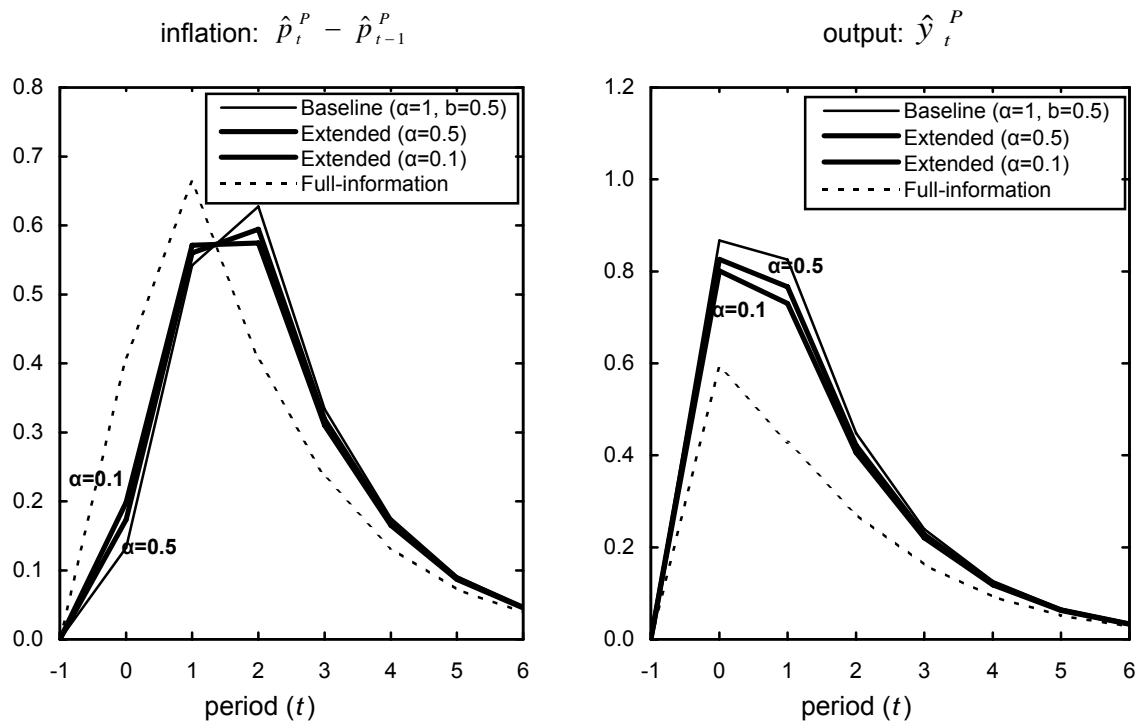 inflation: p̂ₜᴾ − p̂ₜ₋₁ᴾ
0.8
0.7
0.6
0.5
0.4
0.3
0.2
0.1
0.0
Baseline (α=1, b=0.5)
Extended (α=0.5)
Extended (α=0.1)
Full-information
α=0.1
α=0.5
-1 0 1 2 3 4 5 6
period (t)
output: ŷₜᴾ
1.2
1.0
0.8
0.6
0.4
0.2
0.0
Baseline (α=1, b=0.5)
Extended (α=0.5)
Extended (α=0.1)
Full-information
α=0.5
α=0.1
-1 0 1 2 3 4 5 6
period (t)